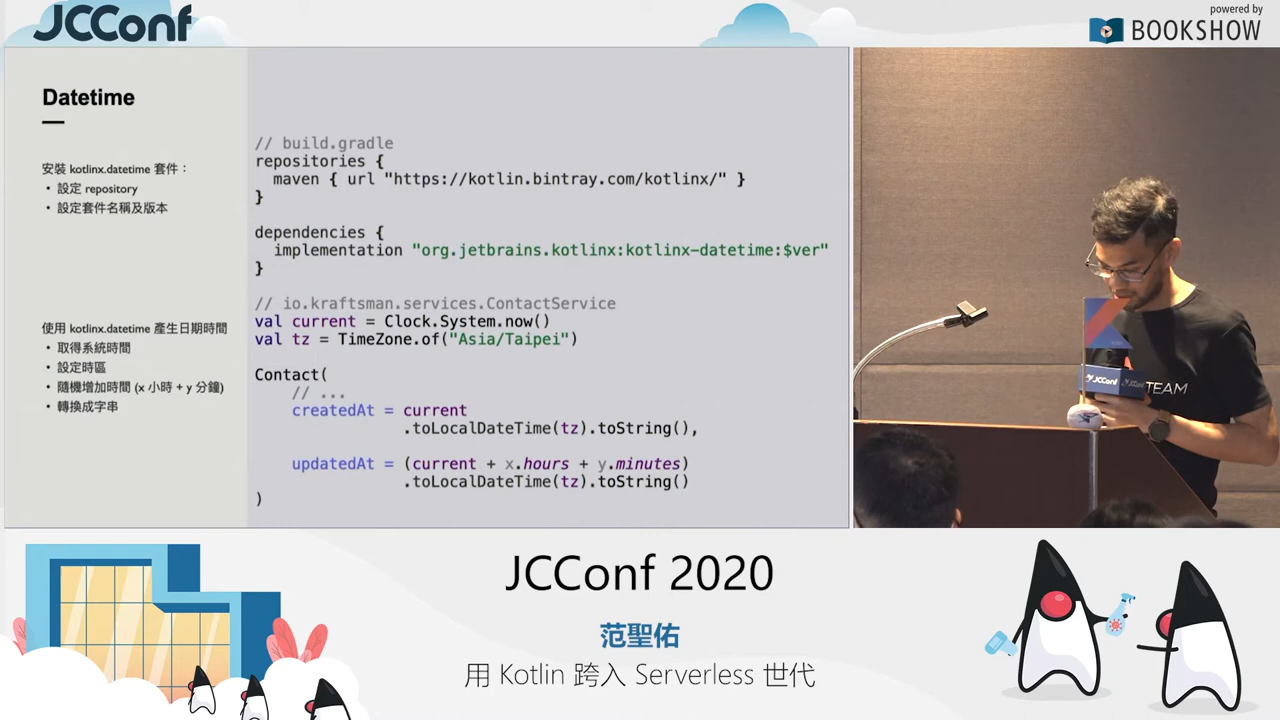 JCConf
powered by
BOOKSHOW
Datetime
安裝 kotlinx.datetime 套件：
• 設定 repository
• 設定套件名稱及版本
使用 kotlinx.datetime 產生日期時間
• 取得系統時間
• 設定時區
• 隨機增加時間 (x 小時 + y 分鐘)
• 轉換成字串
// build.gradle
repositories {
  maven { url "https://kotlin.bintray.com/kotlinx/" }
}
dependencies {
  implementation "org.jetbrains.kotlinx:kotlinx-datetime:$ver"
}
// io.kraftsman.services.ContactService
val current = Clock.System.now()
val tz = TimeZone.of("Asia/Taipei")
Contact(
    // ...
    createdAt = current
                .toLocalDateTime(tz).toString(),
    updatedAt = (current + x.hours + y.minutes)
                .toLocalDateTime(tz).toString()
)
JCConf
TEAM
JCConf 2020
范聖佑
用 Kotlin 跨入 Serverless 世代